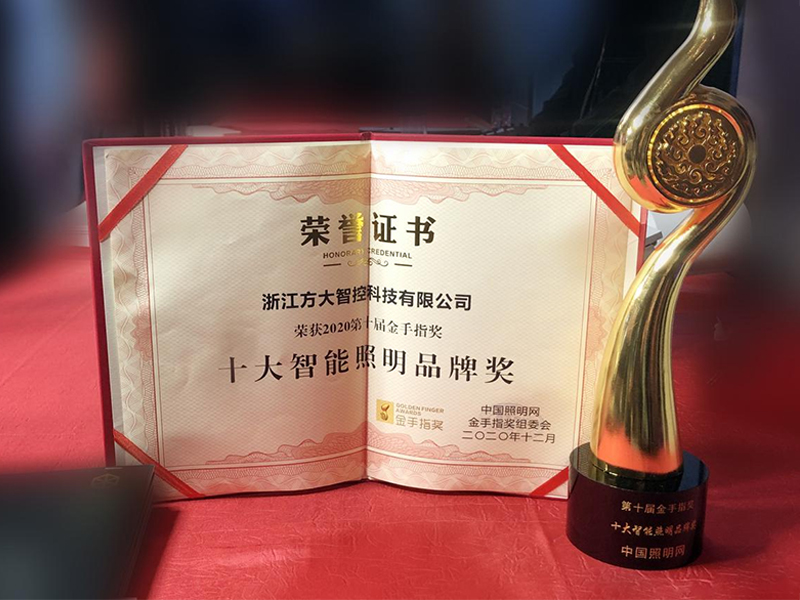 荣誉证书
HONORARY CREDENTIAL
浙江方大智控科技有限公司
荣获2020第十届金手指奖
十大智能照明品牌奖
GOLDEN FINGER
AWARDS
金手指奖
中国照明网
金手指奖组委会
二〇二〇年十二月
第十届金手指奖
十大智能照明品牌奖
中国照明网